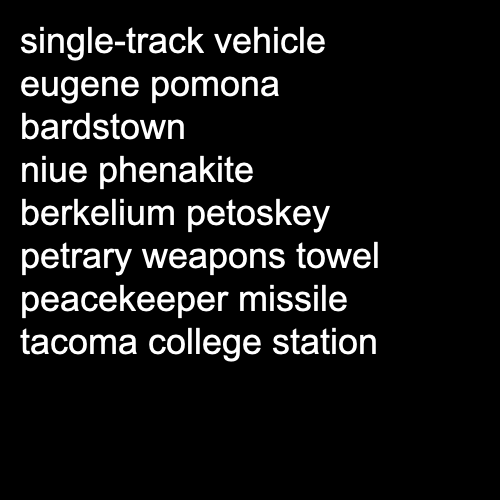 single-track vehicle
eugene pomona
bardstown
niue phenakite
berkelium petoskey
petrary weapons towel
peacekeeper missile
tacoma college station